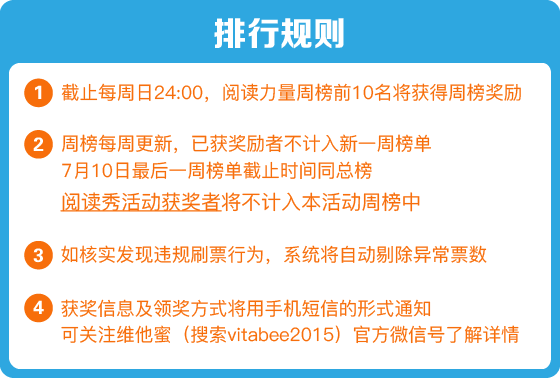 排行规则
1 截止每周日24:00，阅读力量周榜前10名将获得周榜奖励
2 周榜每周更新，已获奖励者不计入新一周榜单
7月10日最后一周榜单截止时间同总榜
阅读秀活动获奖者将不计入本活动周榜中
3 如核实发现违规刷票行为，系统将自动剔除异常票数
4 获奖信息及领奖方式将用手机短信的形式通知
可关注维他蜜（搜索vitabee2015）官方微信号了解详情